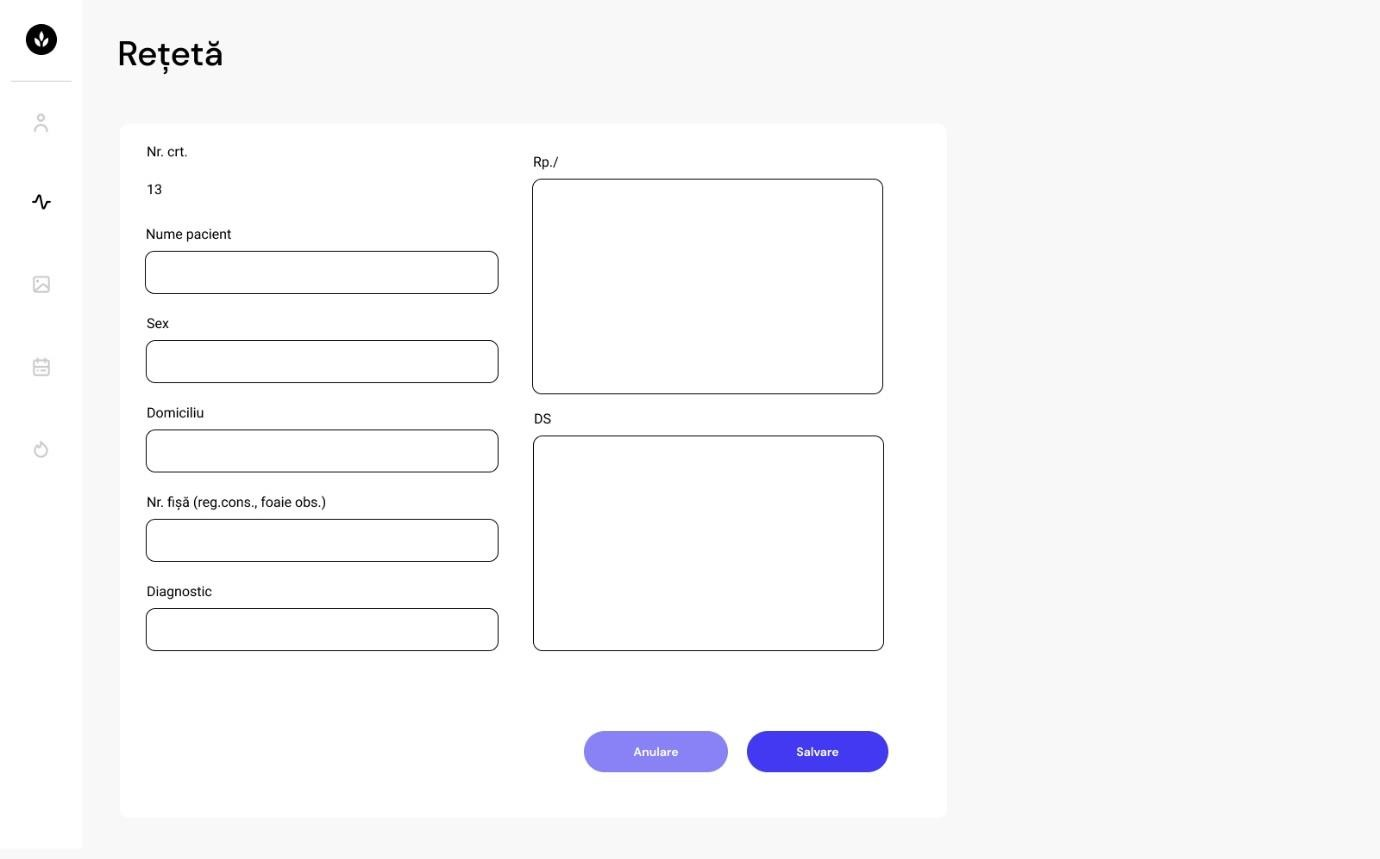 Rețetă
Nr. crt.
13
Nume pacient
Sex
Domiciliu
Nr. fișă (reg.cons., foaie obs.)
Diagnostic
Rp./
DS
Anulare
Salvare